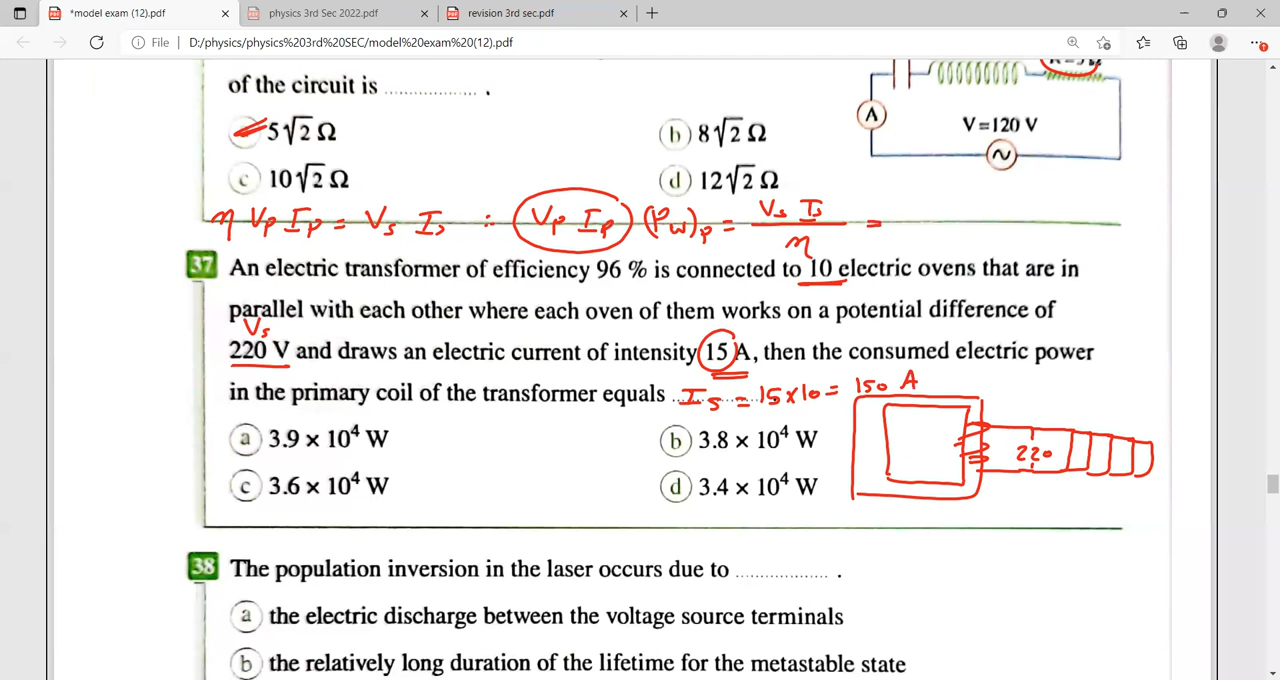 *model exam (12).pdf
physics 3rd Sec 2022.pdf
revision 3rd sec.pdf
File
D:/physics/physics%203rd%20SEC/model%20exam%20(12).pdf
of the circuit is .................. .
5√2 Ω
b 8√2 Ω
c 10√2 Ω
d 12√2 Ω
A
V=120 V
η Vp Ip = Vs Is ∴ Vp Ip (Pw)p = Vs Is / η =
37 An electric transformer of efficiency 96 % is connected to 10 electric ovens that are in
parallel with each other where each oven of them works on a potential difference of
Vs
220 V and draws an electric current of intensity 15 A, then the consumed electric power
in the primary coil of the transformer equals Is = 15 × 10 = 150 A
a 3.9 × 10⁴ W
b 3.8 × 10⁴ W
c 3.6 × 10⁴ W
d 3.4 × 10⁴ W
220
38 The population inversion in the laser occurs due to .................. .
a the electric discharge between the voltage source terminals
b the relatively long duration of the lifetime for the metastable state